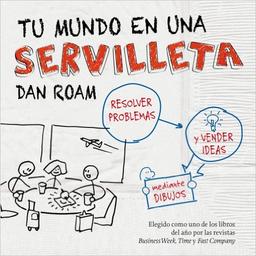 TU MUNDO EN UNA
SERVILLETA
DAN ROAM
RESOLVER
PROBLEMAS
y VENDER
IDEAS
mediante
DIBUJOS
Elegido como uno de los libros
del año por las revistas
BusinessWeek, Time y Fast Company